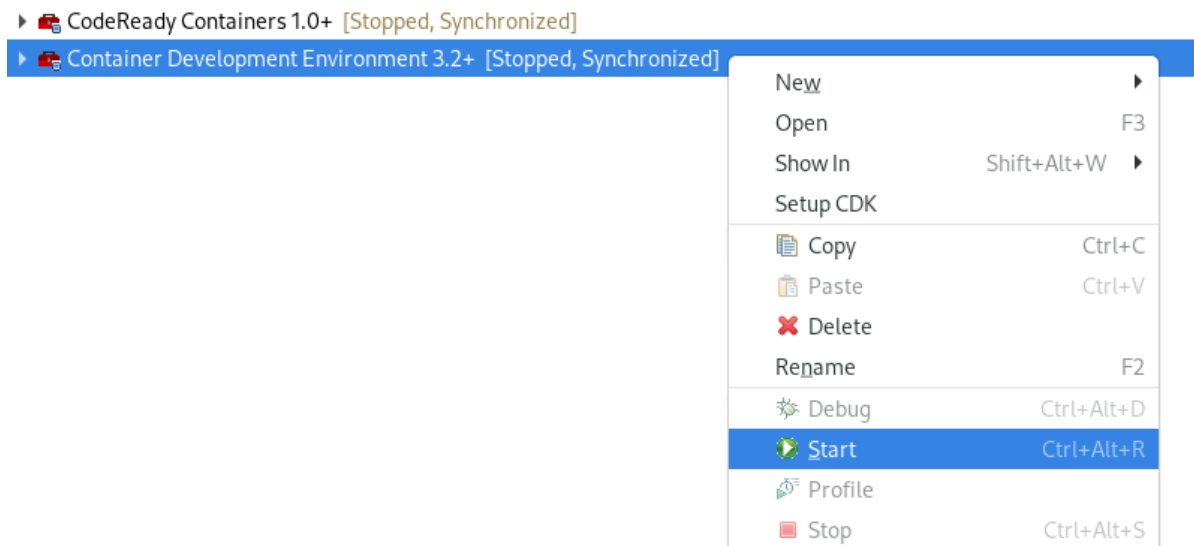 CodeReady Containers 1.0+ [Stopped, Synchronized]
Container Development Environment 3.2+ [Stopped, Synchronized]
New
Open F3
Show In Shift+Alt+W
Setup CDK
Copy Ctrl+C
Paste Ctrl+V
Delete
Rename F2
Debug Ctrl+Alt+D
Start Ctrl+Alt+R
Profile
Stop Ctrl+Alt+S